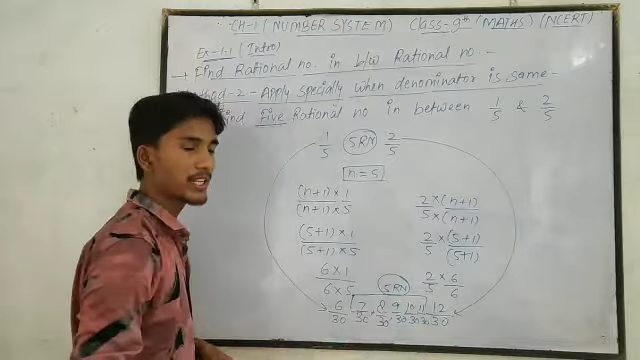 CH-1 (NUMBER SYSTEM) Class-9th (MATHS) (NCERT)
Ex-1.1 (Intro)
→ Find Rational no. in b/w Rational no. -
Method-2 - Apply specially when denominator is same -
Find Five Rational no in between 1/5 & 2/5
1/5 5RN 2/5
n=5
(n+1)×1/(n+1)×5 2×(n+1)/5×(n+1)
(5+1)×1/(5+1)×5 2/5×(5+1)/(5+1)
6×1/6×5 5RN 2/5×6/6
6/30 7/30, 8/30, 9/30 10/30 11/30 12/30